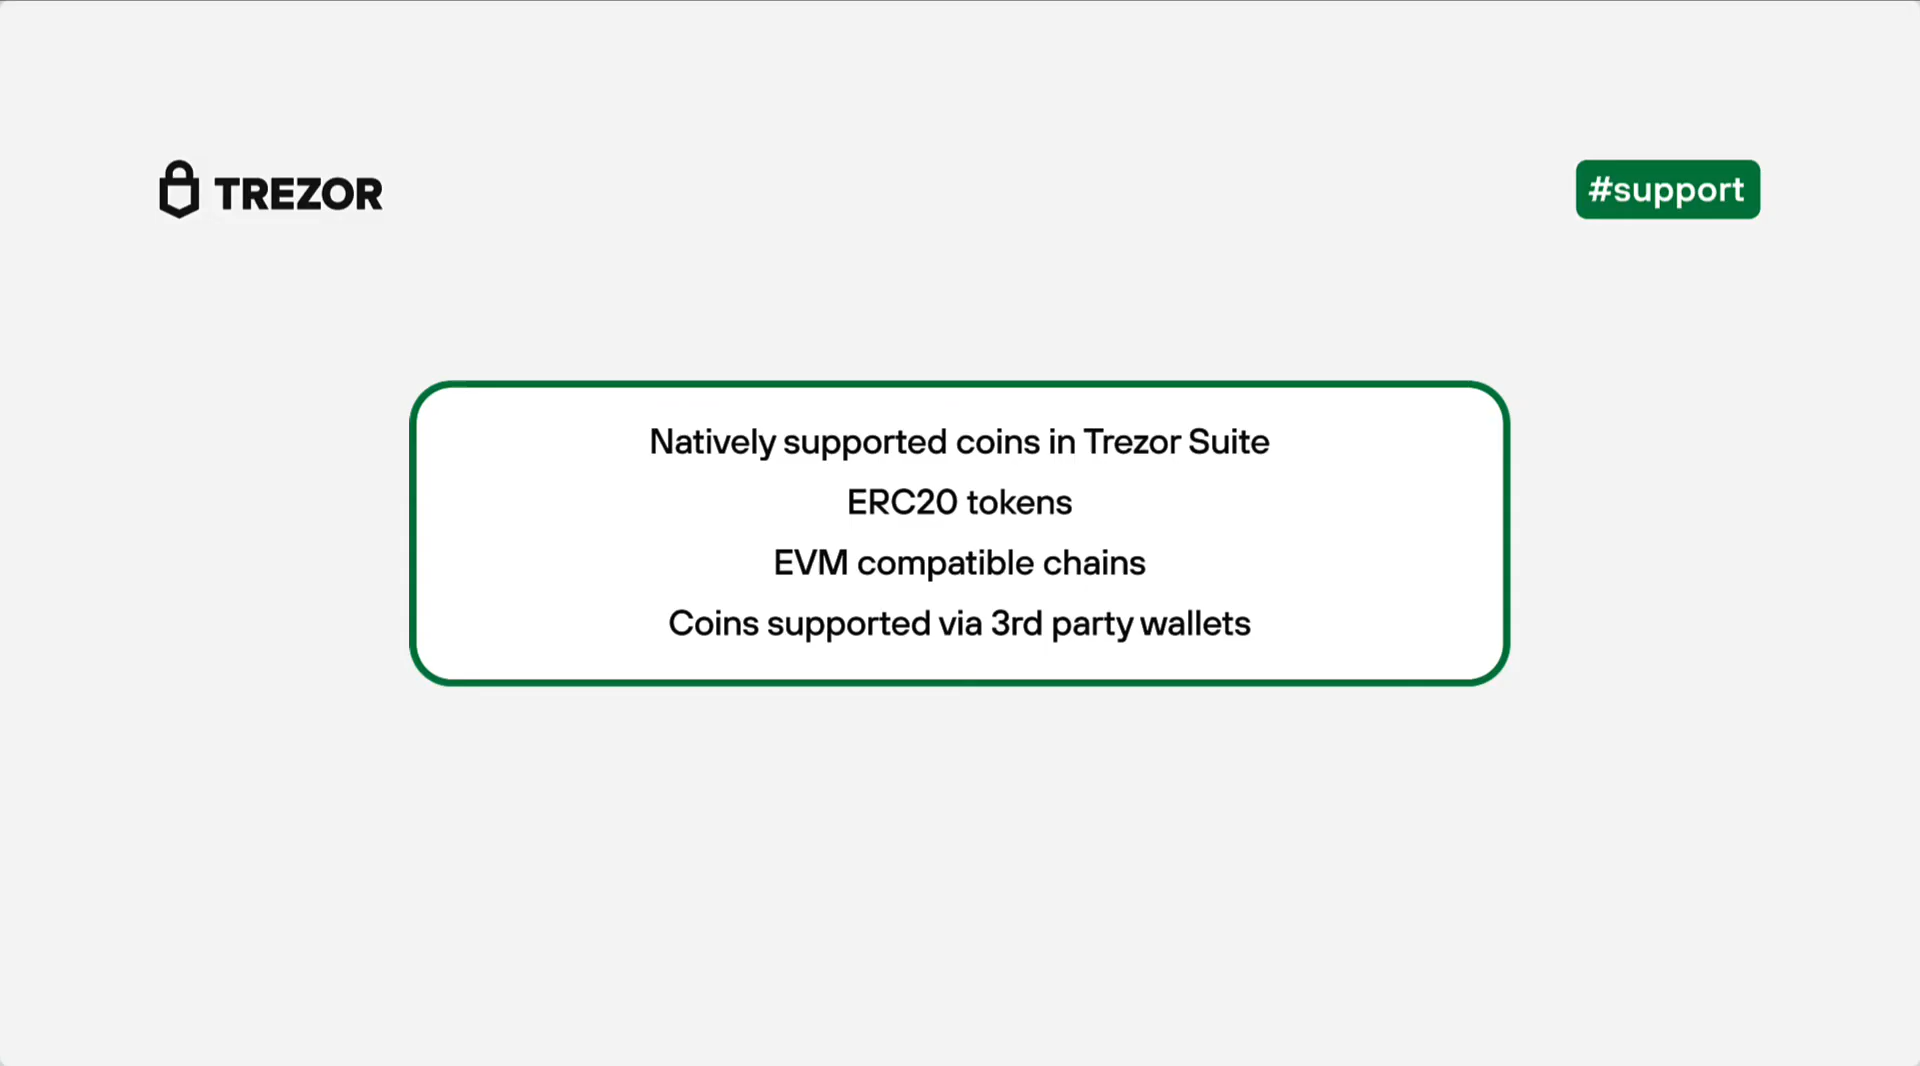 TREZOR
#support
Natively supported coins in Trezor Suite
ERC20 tokens
EVM compatible chains
Coins supported via 3rd party wallets